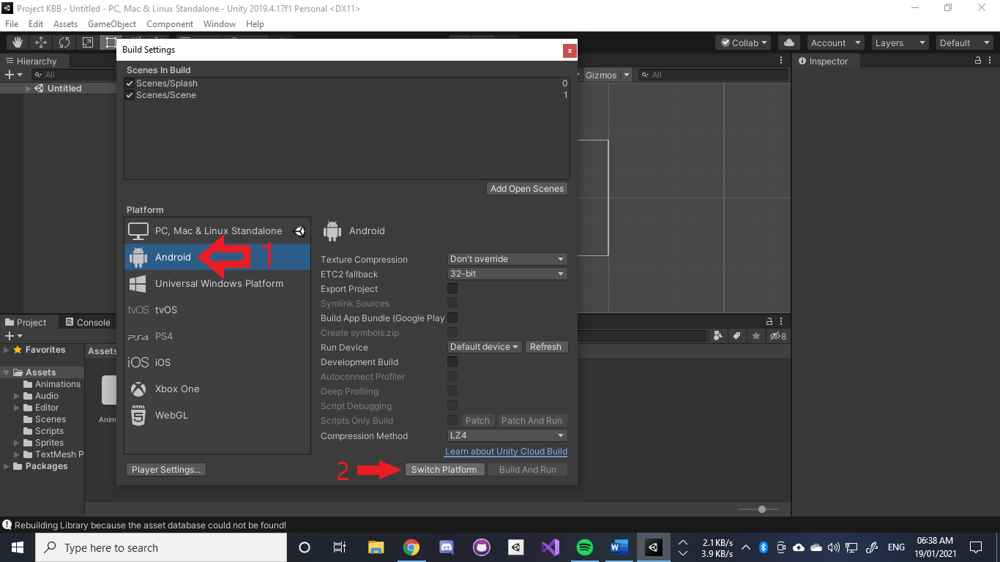 Project KBB - Untitled - PC, Mac & Linux Standalone - Unity 2019.4.17f1 Personal <DX11>
File Edit Assets GameObject Component Window Help
Collab Account Layers Default
Build Settings
x
Hierarchy
All
Untitled
Gizmos All
Inspector
Scenes In Build
Scenes/Splash 0
Scenes/Scene 1
Add Open Scenes
Platform
PC, Mac & Linux Standalone
Android 1
Universal Windows Platform
tvOS tvOS
PS4 PS4
iOS iOS
Xbox One
HTML 5 WebGL
Android
Texture Compression Don't override
ETC2 fallback 32-bit
Export Project
Symlink Sources
Build App Bundle (Google Play
Create symbols.zip
Run Device Default device Refresh
Development Build
Autoconnect Profiler
Deep Profiling
Script Debugging
Scripts Only Build Patch Patch And Run
Compression Method LZ4
Learn about Unity Cloud Build
Player Settings... 2 Switch Platform Build And Run
Project Console
8
Favorites
Assets
Animations
Audio
Editor
Scenes
Scripts
Sprites
TextMesh P
Packages
Assets
Anim
Rebuilding Library because the asset database could not be found!
Type here to search
2.1 KB/s
3.9 KB/s
ENG
06:38 AM
19/01/2021